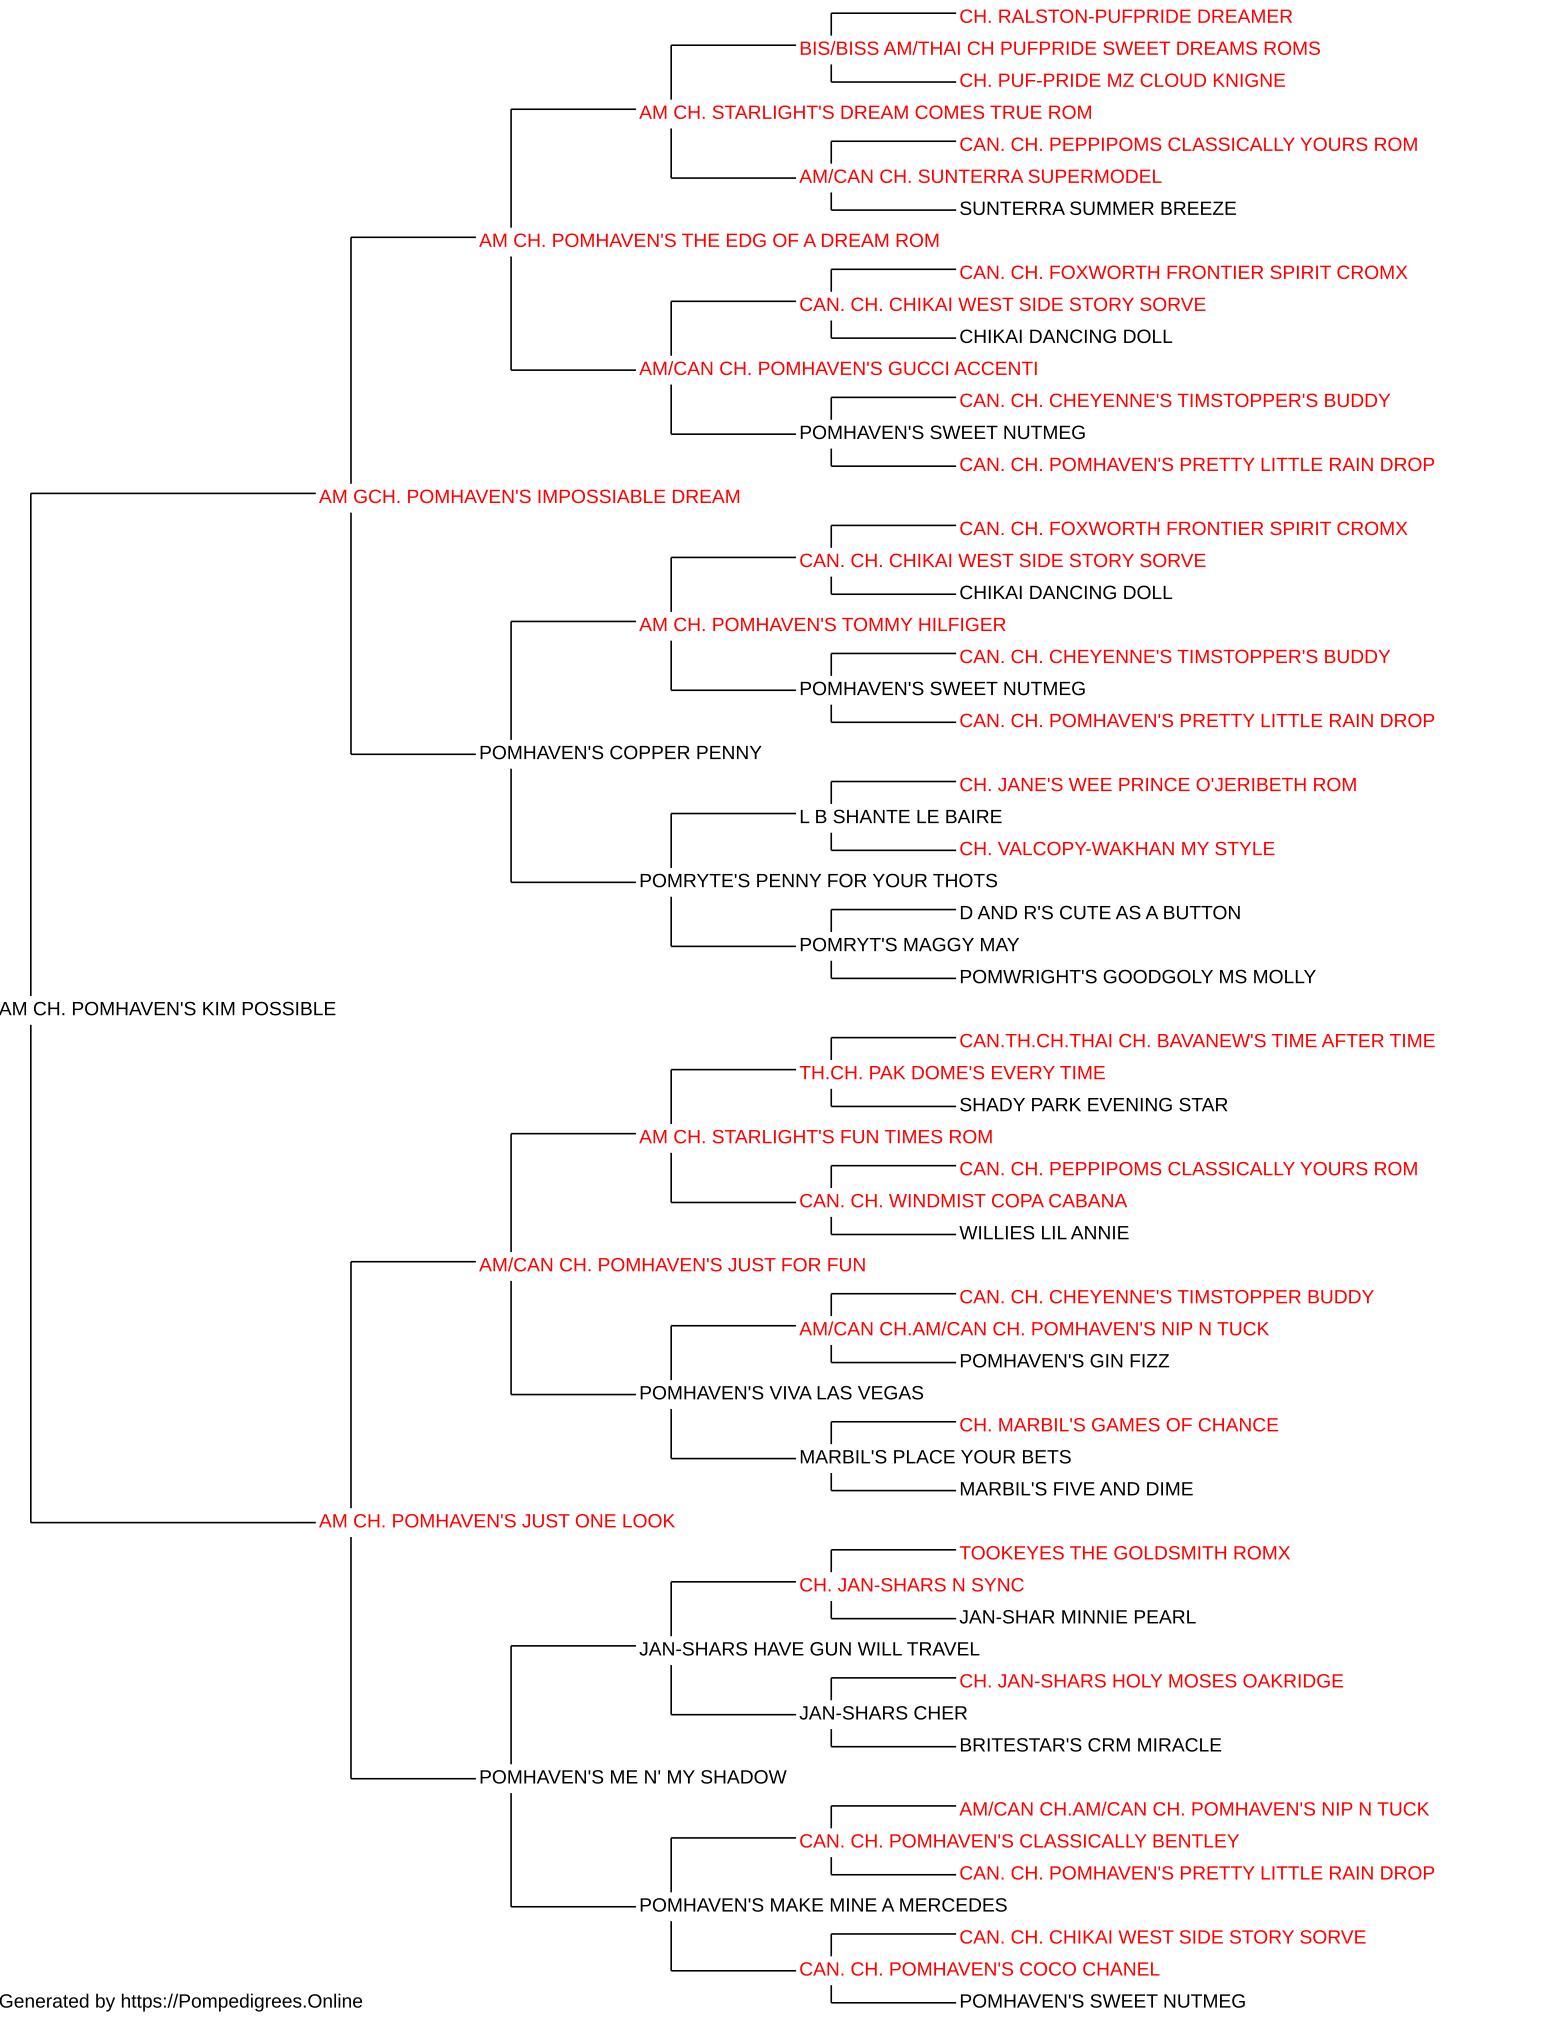 CH. RALSTON-PUFPRIDE DREAMER
BIS/BISS AM/THAI CH PUFPRIDE SWEET DREAMS ROMS
CH. PUF-PRIDE MZ CLOUD KNIGNE
AM CH. STARLIGHT'S DREAM COMES TRUE ROM
CAN. CH. PEPPIPOMS CLASSICALLY YOURS ROM
AM/CAN CH. SUNTERRA SUPERMODEL
SUNTERRA SUMMER BREEZE
AM CH. POMHAVEN'S THE EDG OF A DREAM ROM
CAN. CH. FOXWORTH FRONTIER SPIRIT CROMX
CAN. CH. CHIKAI WEST SIDE STORY SORVE
CHIKAI DANCING DOLL
AM/CAN CH. POMHAVEN'S GUCCI ACCENTI
CAN. CH. CHEYENNE'S TIMSTOPPER'S BUDDY
POMHAVEN'S SWEET NUTMEG
CAN. CH. POMHAVEN'S PRETTY LITTLE RAIN DROP
AM GCH. POMHAVEN'S IMPOSSIABLE DREAM
CAN. CH. FOXWORTH FRONTIER SPIRIT CROMX
CAN. CH. CHIKAI WEST SIDE STORY SORVE
CHIKAI DANCING DOLL
AM CH. POMHAVEN'S TOMMY HILFIGER
CAN. CH. CHEYENNE'S TIMSTOPPER'S BUDDY
POMHAVEN'S SWEET NUTMEG
CAN. CH. POMHAVEN'S PRETTY LITTLE RAIN DROP
POMHAVEN'S COPPER PENNY
CH. JANE'S WEE PRINCE O'JERIBETH ROM
L B SHANTE LE BAIRE
CH. VALCOPY-WAKHAN MY STYLE
POMRYTE'S PENNY FOR YOUR THOTS
D AND R'S CUTE AS A BUTTON
POMRYT'S MAGGY MAY
POMWRIGHT'S GOODGOLY MS MOLLY
AM CH. POMHAVEN'S KIM POSSIBLE
CAN.TH.CH.THAI CH. BAVANEW'S TIME AFTER TIME
TH.CH. PAK DOME'S EVERY TIME
SHADY PARK EVENING STAR
AM CH. STARLIGHT'S FUN TIMES ROM
CAN. CH. PEPPIPOMS CLASSICALLY YOURS ROM
CAN. CH. WINDMIST COPA CABANA
WILLIES LIL ANNIE
AM/CAN CH. POMHAVEN'S JUST FOR FUN
CAN. CH. CHEYENNE'S TIMSTOPPER BUDDY
AM/CAN CH.AM/CAN CH. POMHAVEN'S NIP N TUCK
POMHAVEN'S GIN FIZZ
POMHAVEN'S VIVA LAS VEGAS
CH. MARBIL'S GAMES OF CHANCE
MARBIL'S PLACE YOUR BETS
MARBIL'S FIVE AND DIME
AM CH. POMHAVEN'S JUST ONE LOOK
TOOKEYES THE GOLDSMITH ROMX
CH. JAN-SHARS N SYNC
JAN-SHAR MINNIE PEARL
JAN-SHARS HAVE GUN WILL TRAVEL
CH. JAN-SHARS HOLY MOSES OAKRIDGE
JAN-SHARS CHER
BRITESTAR'S CRM MIRACLE
POMHAVEN'S ME N' MY SHADOW
AM/CAN CH.AM/CAN CH. POMHAVEN'S NIP N TUCK
CAN. CH. POMHAVEN'S CLASSICALLY BENTLEY
CAN. CH. POMHAVEN'S PRETTY LITTLE RAIN DROP
POMHAVEN'S MAKE MINE A MERCEDES
CAN. CH. CHIKAI WEST SIDE STORY SORVE
CAN. CH. POMHAVEN'S COCO CHANEL
POMHAVEN'S SWEET NUTMEG
Generated by https://Pompedigrees.Online